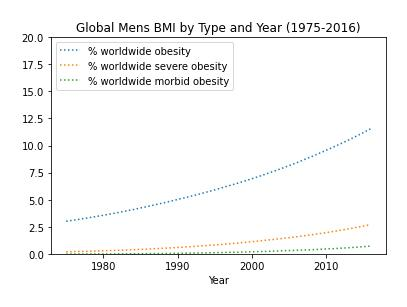 Global Mens BMI by Type and Year (1975-2016)
20.0
17.5
15.0
12.5
10.0
7.5
5.0
2.5
0.0
% worldwide obesity
% worldwide severe obesity
% worldwide morbid obesity
1980 1990 2000 2010
Year